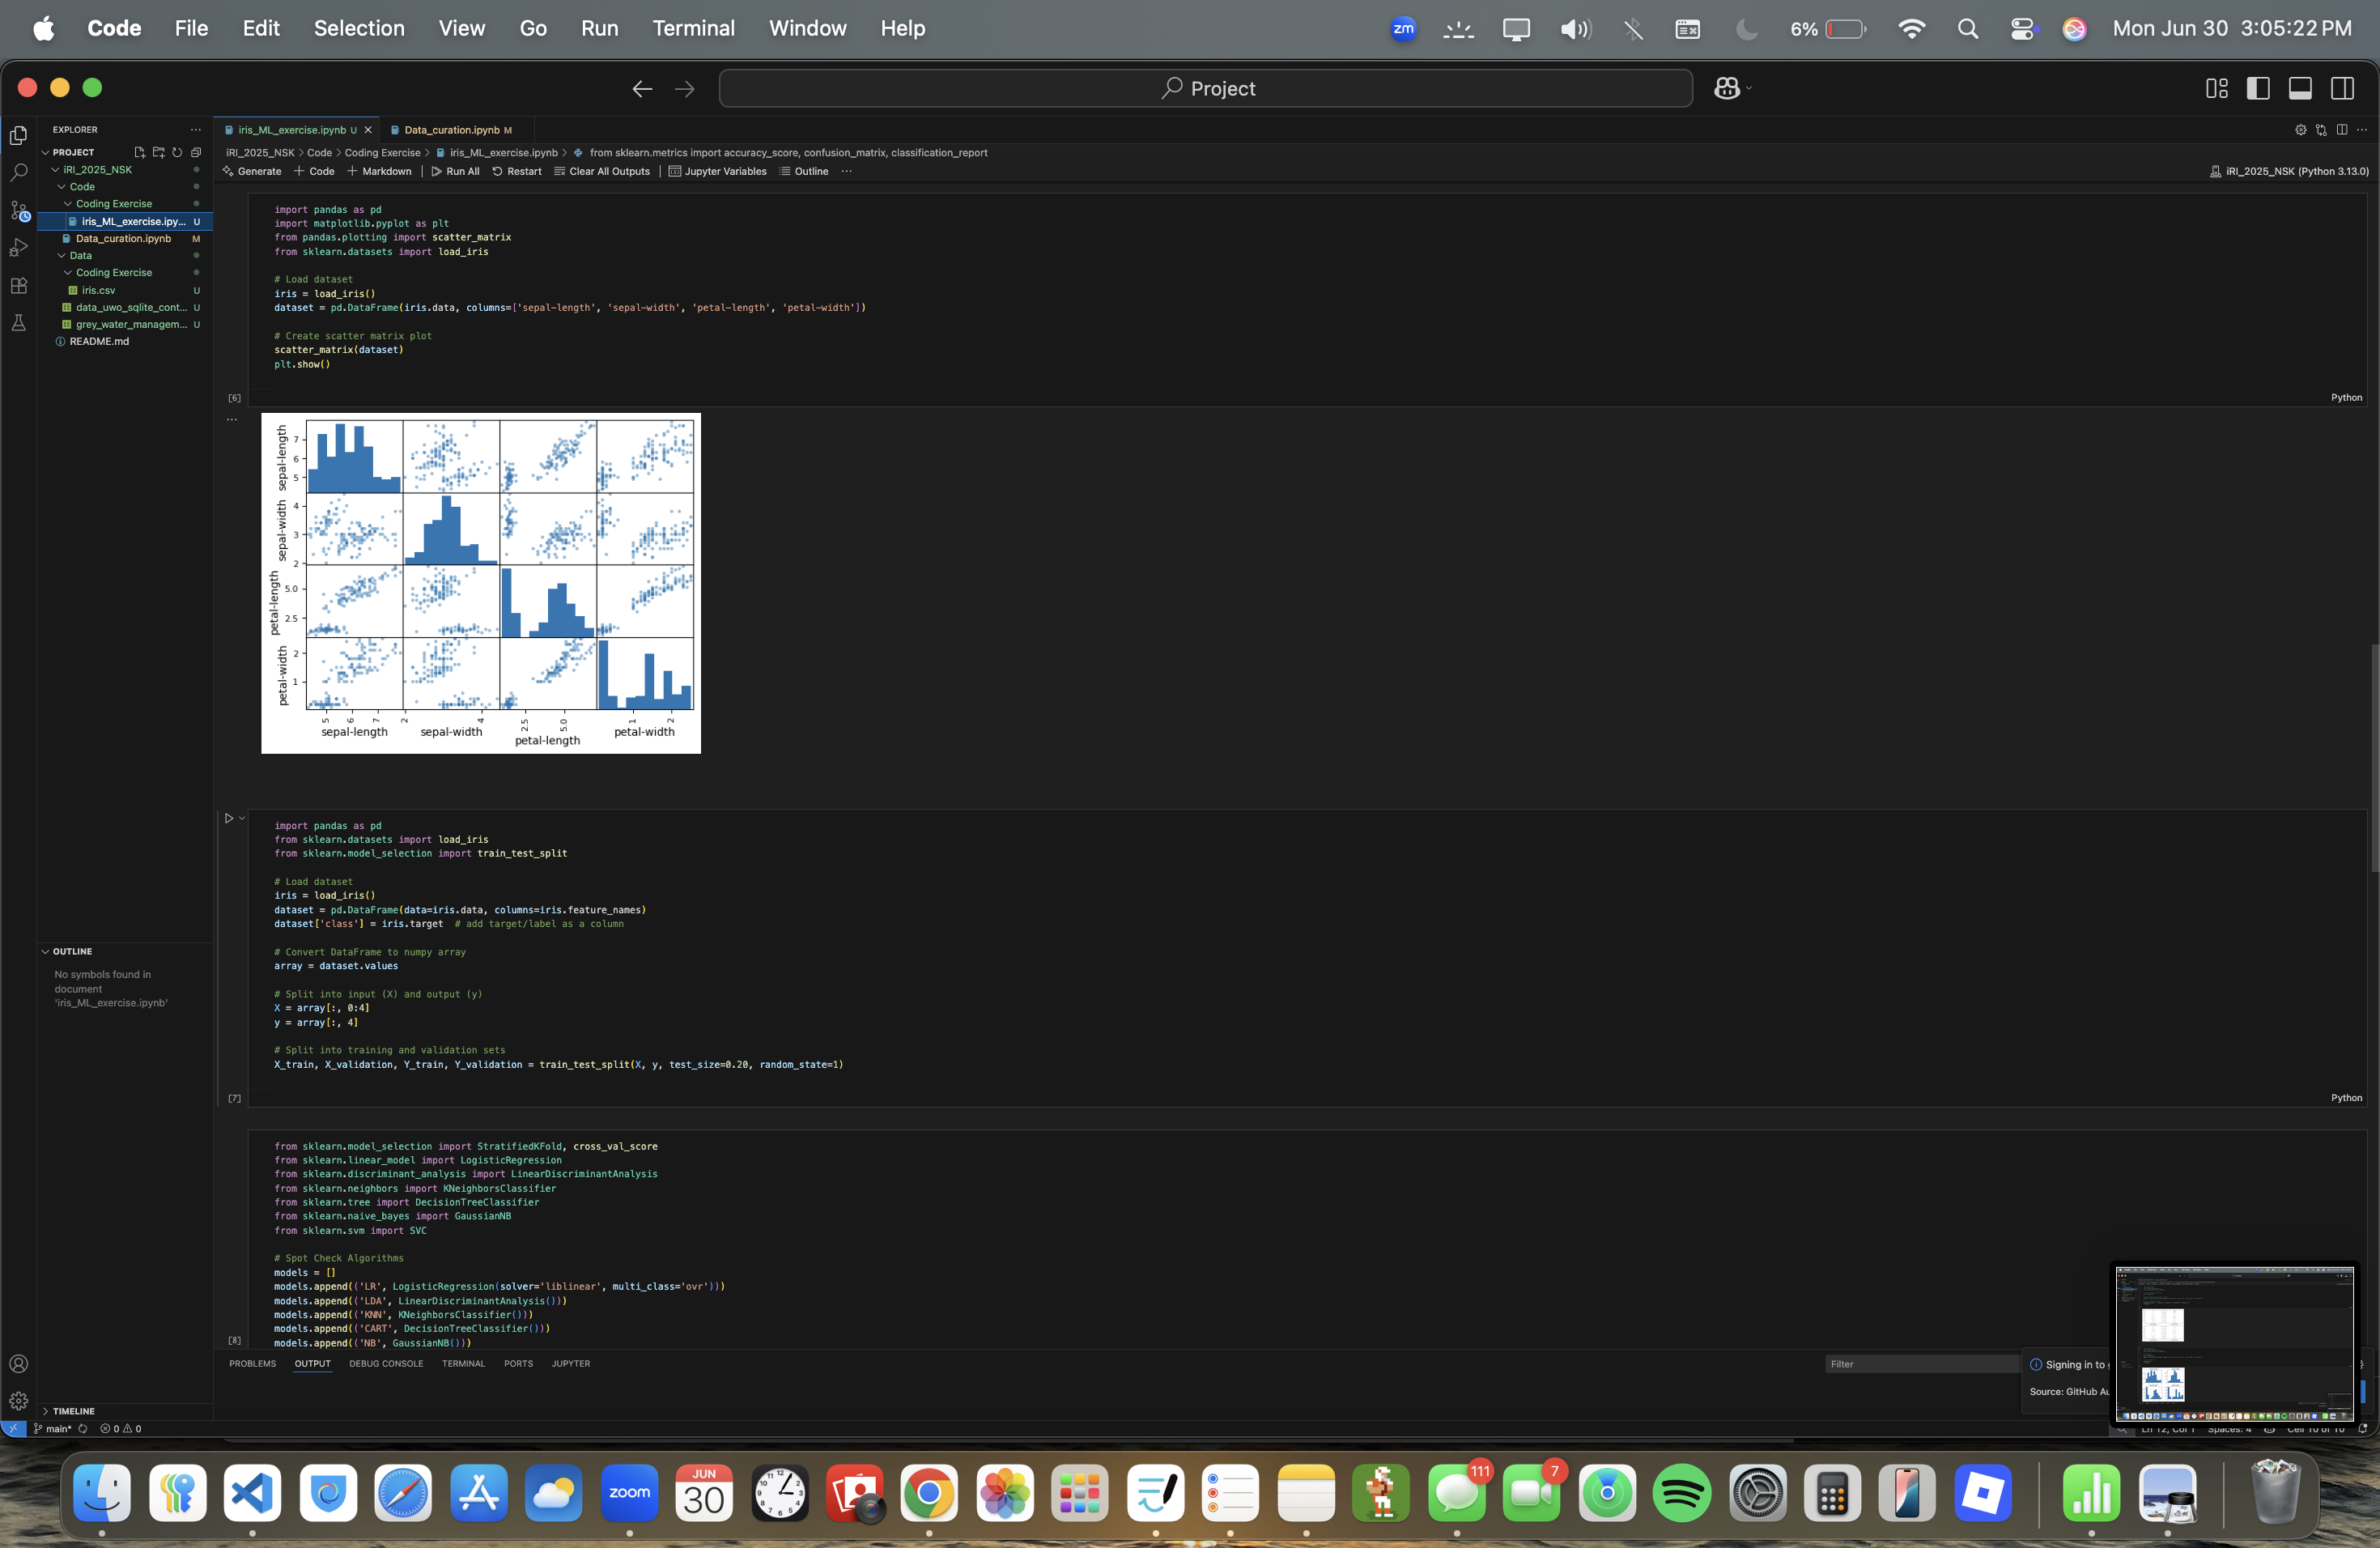 Code File Edit Selection View Go Run Terminal Window Help
zm 6% Mon Jun 30 3:05:22 PM
Project
EXPLORER
PROJECT
iRI_2025_NSK
Code
Coding Exercise
iris_ML_exercise.ipy... U
Data_curation.ipynb M
Data
Coding Exercise
iris.csv U
data_uwo_sqlite_cont... U
grey_water_managem... U
README.md
OUTLINE
No symbols found in
document
'iris_ML_exercise.ipynb'
TIMELINE
iris_ML_exercise.ipynb U Data_curation.ipynb M
iRI_2025_NSK > Code > Coding Exercise > iris_ML_exercise.ipynb > from sklearn.metrics import accuracy_score, confusion_matrix, classification_report
Generate + Code + Markdown Run All Restart Clear All Outputs Jupyter Variables Outline ... iRI_2025_NSK (Python 3.13.0)
import pandas as pd
import matplotlib.pyplot as plt
from pandas.plotting import scatter_matrix
from sklearn.datasets import load_iris
# Load dataset
iris = load_iris()
dataset = pd.DataFrame(iris.data, columns=['sepal-length', 'sepal-width', 'petal-length', 'petal-width'])
# Create scatter matrix plot
scatter_matrix(dataset)
plt.show()
[6] Python
sepal-length 7 6 5
sepal-width 4 3 2
petal-length 5.0 2.5
petal-width 2 1
5 6 7 2 4 2.5 5.0 1 2
sepal-length sepal-width petal-length petal-width
import pandas as pd
from sklearn.datasets import load_iris
from sklearn.model_selection import train_test_split
# Load dataset
iris = load_iris()
dataset = pd.DataFrame(data=iris.data, columns=iris.feature_names)
dataset['class'] = iris.target # add target/label as a column
# Convert DataFrame to numpy array
array = dataset.values
# Split into input (X) and output (y)
X = array[:, 0:4]
y = array[:, 4]
# Split into training and validation sets
X_train, X_validation, Y_train, Y_validation = train_test_split(X, y, test_size=0.20, random_state=1)
[7] Python
from sklearn.model_selection import StratifiedKFold, cross_val_score
from sklearn.linear_model import LogisticRegression
from sklearn.discriminant_analysis import LinearDiscriminantAnalysis
from sklearn.neighbors import KNeighborsClassifier
from sklearn.tree import DecisionTreeClassifier
from sklearn.naive_bayes import GaussianNB
from sklearn.svm import SVC
# Spot Check Algorithms
models = []
models.append(('LR', LogisticRegression(solver='liblinear', multi_class='ovr')))
models.append(('LDA', LinearDiscriminantAnalysis()))
models.append(('KNN', KNeighborsClassifier()))
models.append(('CART', DecisionTreeClassifier()))
[8]
models.append(('NB', GaussianNB()))
PROBLEMS OUTPUT DEBUG CONSOLE TERMINAL PORTS JUPYTER Filter
Signing in to
Source: GitHub Au
main* 0 0 Ln 12, Col 1 Spaces: 4 Cell 10 of 10
zoom JUN 30 111 7
12 1 2 3 4 5 6 7 8 9 10 11